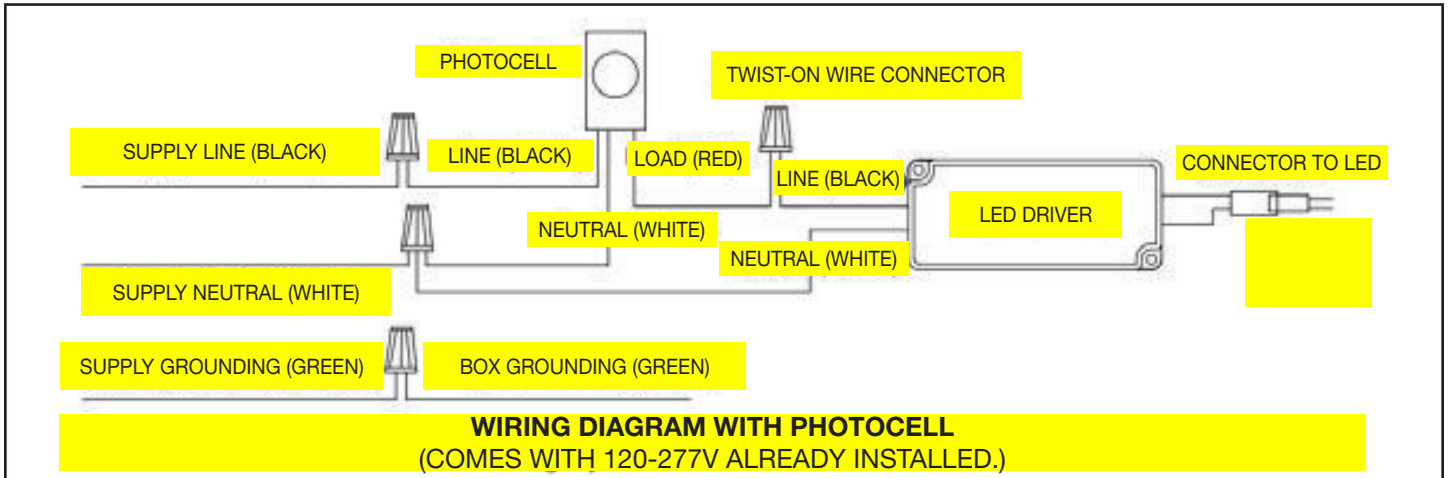 PHOTOCELL
TWIST-ON WIRE CONNECTOR
SUPPLY LINE (BLACK)
LINE (BLACK)
LOAD (RED)
LINE (BLACK)
CONNECTOR TO LED
LED DRIVER
NEUTRAL (WHITE)
NEUTRAL (WHITE)
SUPPLY NEUTRAL (WHITE)
SUPPLY GROUNDING (GREEN)
BOX GROUNDING (GREEN)
WIRING DIAGRAM WITH PHOTOCELL
(COMES WITH 120-277V ALREADY INSTALLED.)